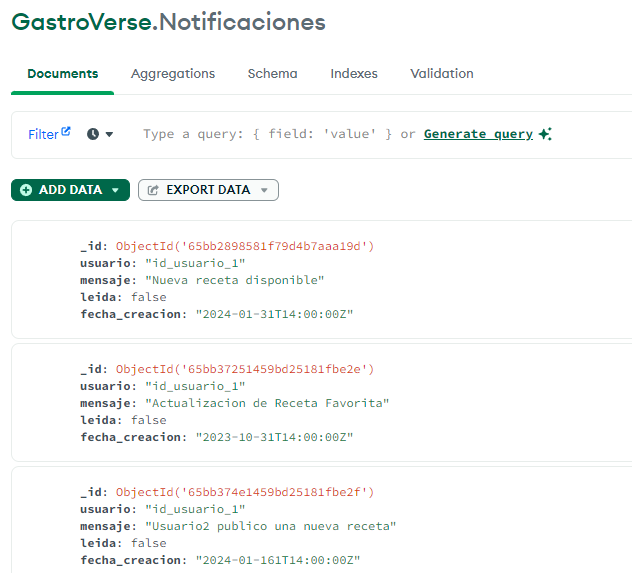 GastroVerse.Notificaciones
Documents Aggregations Schema Indexes Validation
Filter Type a query: { field: 'value' } or Generate query
ADD DATA EXPORT DATA
_id: ObjectId('65bb2898581f79d4b7aaa19d')
usuario: "id_usuario_1"
mensaje: "Nueva receta disponible"
leida: false
fecha_creacion: "2024-01-31T14:00:00Z"
_id: ObjectId('65bb37251459bd25181fbe2e')
usuario: "id_usuario_1"
mensaje: "Actualizacion de Receta Favorita"
leida: false
fecha_creacion: "2023-10-31T14:00:00Z"
_id: ObjectId('65bb374e1459bd25181fbe2f')
usuario: "id_usuario_1"
mensaje: "Usuario2 publico una nueva receta"
leida: false
fecha_creacion: "2024-01-161T14:00:00Z"